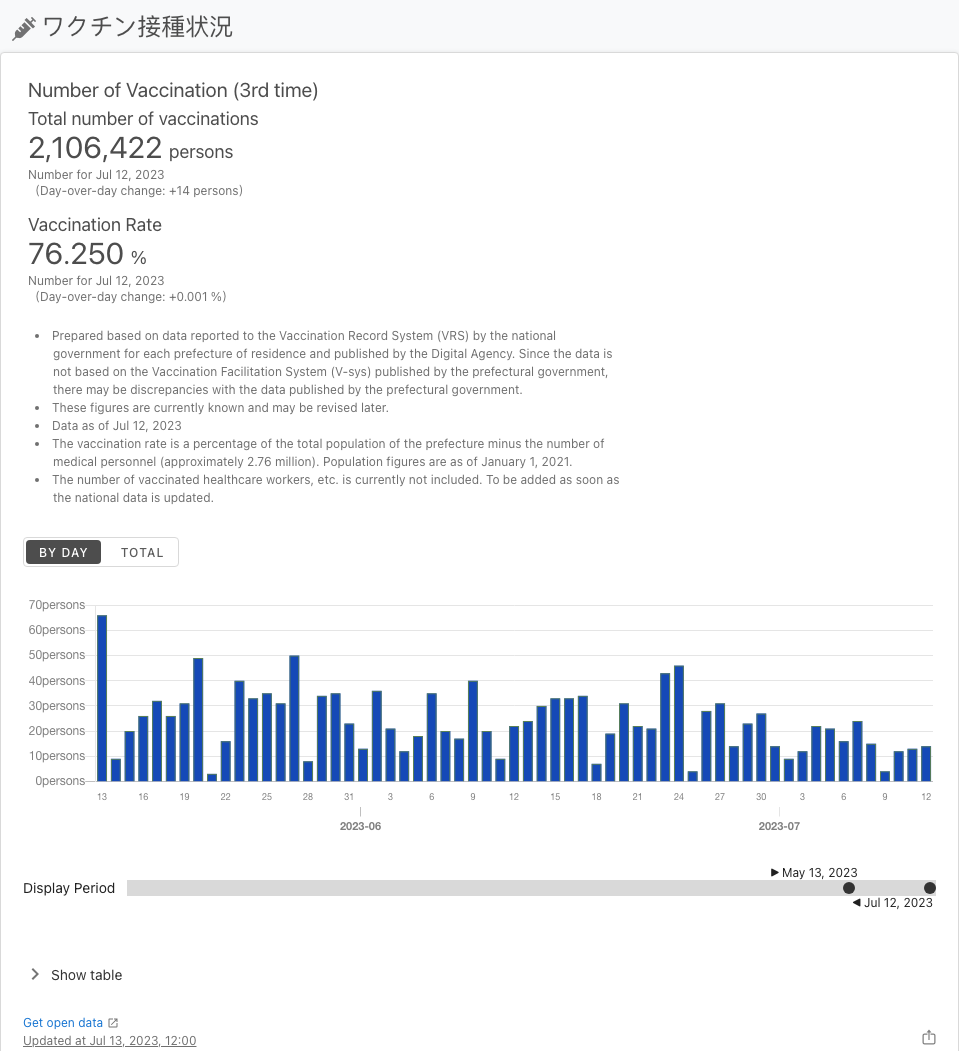 ワクチン接種状況
Number of Vaccination (3rd time)
Total number of vaccinations
2,106,422 persons
Number for Jul 12, 2023
(Day-over-day change: +14 persons)
Vaccination Rate
76.250 %
Number for Jul 12, 2023
(Day-over-day change: +0.001 %)
• Prepared based on data reported to the Vaccination Record System (VRS) by the national
government for each prefecture of residence and published by the Digital Agency. Since the data is
not based on the Vaccination Facilitation System (V-sys) published by the prefectural government,
there may be discrepancies with the data published by the prefectural government.
• These figures are currently known and may be revised later.
• Data as of Jul 12, 2023
• The vaccination rate is a percentage of the total population of the prefecture minus the number of
medical personnel (approximately 2.76 million). Population figures are as of January 1, 2021.
• The number of vaccinated healthcare workers, etc. is currently not included. To be added as soon as
the national data is updated.
BY DAY TOTAL
70persons
60persons
50persons
40persons
30persons
20persons
10persons
0persons
13 16 19 22 25 28 31 3 6 9 12 15 18 21 24 27 30 3 6 9 12
2023-06 2023-07
▶ May 13, 2023
Display Period
◀ Jul 12, 2023
Show table
Get open data
Updated at Jul 13, 2023, 12:00